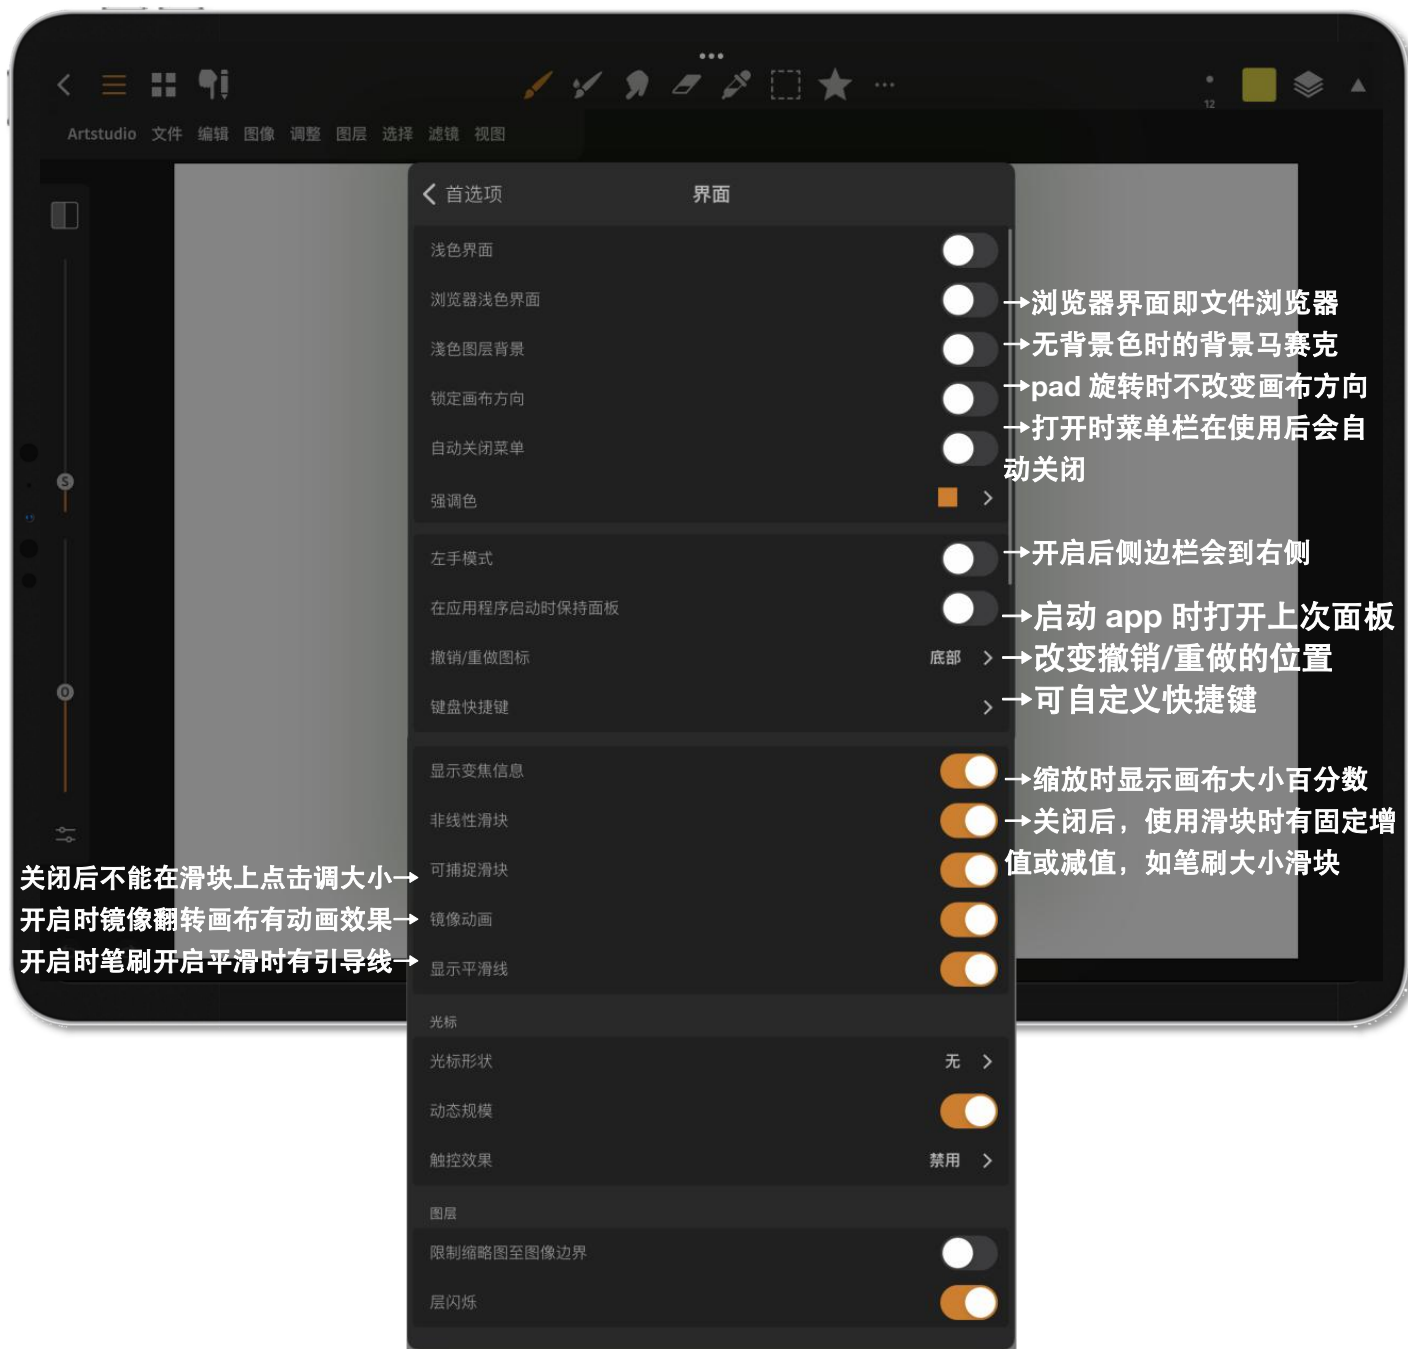 12
Artstudio 文件 编辑 图像 调整 图层 选择 滤镜 视图
首选项 界面
浅色界面
浏览器浅色界面 →浏览器界面即文件浏览器
淺色图层背景 →无背景色时的背景马赛克
锁定画布方向 →pad 旋转时不改变画布方向
自动关闭菜单 →打开时菜单栏在使用后会自
动关闭
强调色
左手模式 →开启后侧边栏会到右侧
在应用程序启动时保持面板 →启动 app 时打开上次面板
撤销/重做图标 底部 →改变撤销/重做的位置
键盘快捷键 →可自定义快捷键
显示变焦信息 →缩放时显示画布大小百分数
非线性滑块 →关闭后，使用滑块时有固定增
值或减值，如笔刷大小滑块
关闭后不能在滑块上点击调大小→ 可捕捉滑块
开启时镜像翻转画布有动画效果→ 镜像动画
开启时笔刷开启平滑时有引导线→ 显示平滑线
光标
光标形状 无
动态规模
触控效果 禁用
图层
限制缩略图至图像边界
层闪烁
S
O